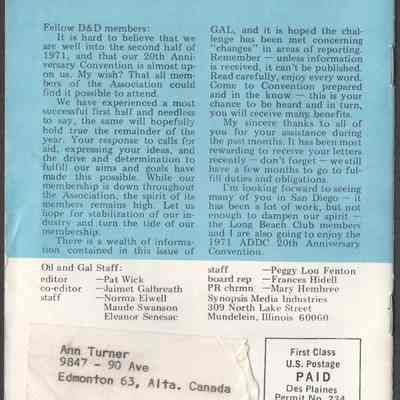 Fellow D&D members:
It is hard to believe that we
are well into the second half of
1971, and that our 20th Anni-
versary Convention is almost up-
on us. My wish? That all mem-
bers of the Association could
find it possible to attend.
We have experienced a most
successful first half and needless
to say, the same will hopefully
hold true the remainder of the
year. Your response to calls for
aid, expressing your ideas, and
the drive and determination to
fulfill our aims and goals have
made this possible. While our
membership is down throughout
the Association, the spirit of its
members remains high. Let us
hope for stabilization of our in-
dustry and turn the tide of our
membership.
There is a wealth of informa-
tion contained in this issue of
GAL, and it is hoped the chal-
lenge has been met concerning
"changes" in areas of reporting.
Remember — unless information
is received, it can't be published.
Read carefully, enjoy every word.
Come to Convention prepared
and in the know — this is your
chance to be heard and in turn,
you will receive many benefits.
My sincere thanks to all of
you for your assistance during
the past months. It has been most
rewarding to receive your letters
recently — don't forget — we still
have a few months to go to ful-
fill duties and obligations.
I'm looking forward to seeing
many of you in San Diego — it
has been a lot of work, but not
enough to dampen our spirit —
the Long Beach Club members
and I are also going to enjoy the
1971 ADDC 20th Anniversary
Convention.
Oil and Gal Staff:
editor —Pat Wick
co-editor —Jaimet Galbreath
staff —Norma Elwell
Maude Swanson
Eleanor Senesac
staff —Peggy Lou Fenton
board rep —Frances Hidell
PR chrmn —Mary Hembree
Synopsis Media Industries
309 North Lake Street
Mundelein, Illinois 60060
Ann Turner
9847 - 90 Ave
Edmonton 63, Alta. Canada
First Class
U.S. Postage
PAID
Des Plaines
Permit No. 234